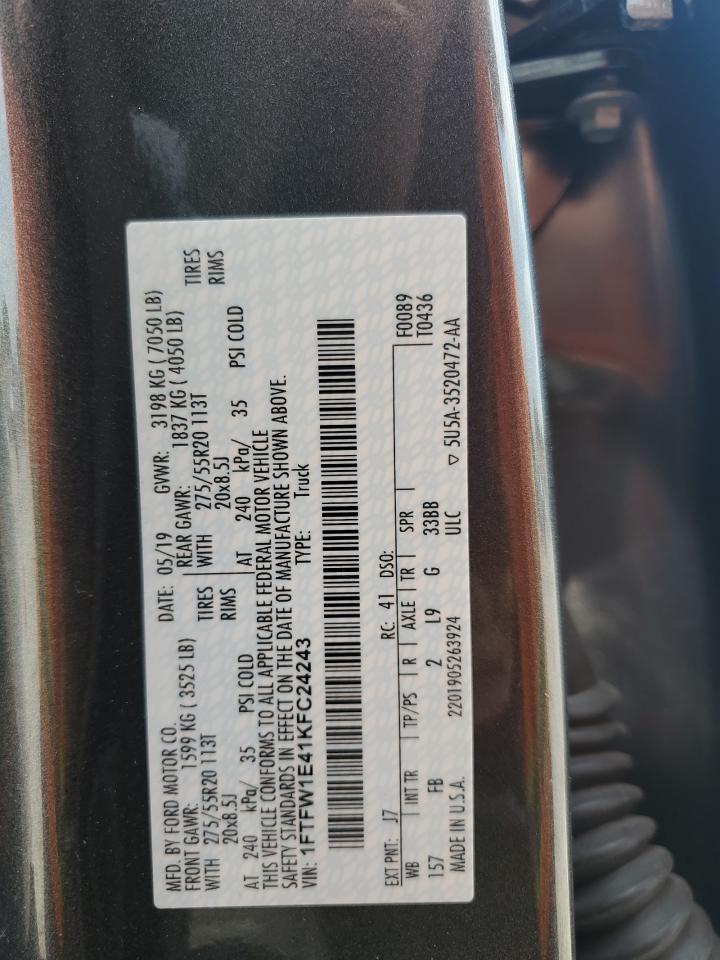 MFD. BY FORD MOTOR CO. DATE: 05/19 GVWR: 3198 KG ( 7050 LB)
FRONT GAWR: 1599 KG ( 3525 LB) REAR GAWR: 1837 KG ( 4050 LB)
WITH 275/55R20 113T TIRES WITH 275/55R20 113T TIRES
20x8.5J RIMS 20x8.5J RIMS
AT 240 kPa/ 35 PSI COLD AT 240 kPa/ 35 PSI COLD
THIS VEHICLE CONFORMS TO ALL APPLICABLE FEDERAL MOTOR VEHICLE
SAFETY STANDARDS IN EFFECT ON THE DATE OF MANUFACTURE SHOWN ABOVE.
VIN: 1FTFW1E41KFC24243 TYPE: Truck
EXT PNT: J7 RC: 41 DSO: F0089
WB INT TR TP/PS R AXLE TR SPR T0436
157 FB 2 L9 G 33BB
MADE IN U.S.A. 2201905263924 ULC ▽ 5U5A-3520472-AA